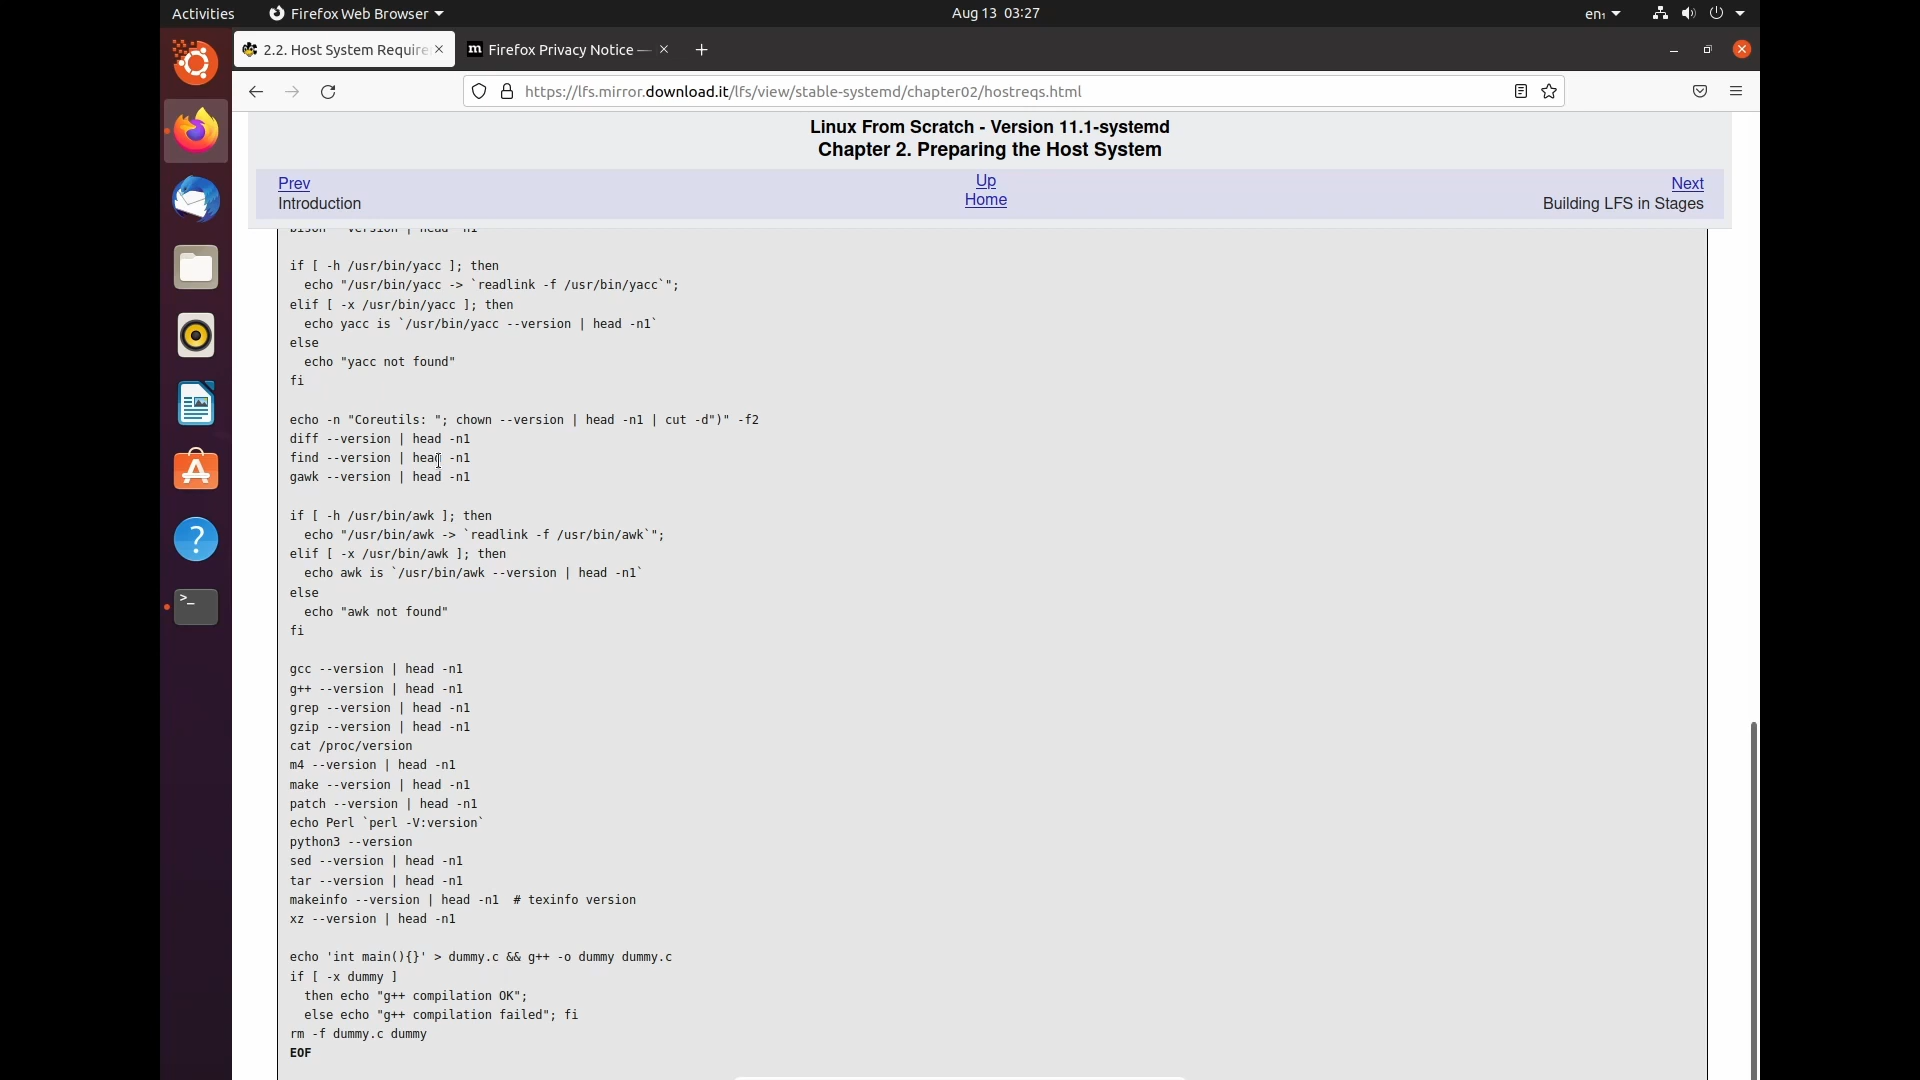 Activities
Firefox Web Browser
Aug 13 03:27
en₁
2.2. Host System Require
Firefox Privacy Notice —
https://lfs.mirror.download.it/lfs/view/stable-systemd/chapter02/hostreqs.html
Linux From Scratch - Version 11.1-systemd
Chapter 2. Preparing the Host System
Prev
Up
Next
Introduction
Home
Building LFS in Stages
bison --version | head -n1
if [ -h /usr/bin/yacc ]; then
  echo "/usr/bin/yacc -> `readlink -f /usr/bin/yacc`";
elif [ -x /usr/bin/yacc ]; then
  echo yacc is `/usr/bin/yacc --version | head -n1`
else
  echo "yacc not found"
fi
echo -n "Coreutils: "; chown --version | head -n1 | cut -d")" -f2
diff --version | head -n1
find --version | head -n1
gawk --version | head -n1
if [ -h /usr/bin/awk ]; then
  echo "/usr/bin/awk -> `readlink -f /usr/bin/awk`";
elif [ -x /usr/bin/awk ]; then
  echo awk is `/usr/bin/awk --version | head -n1`
else
  echo "awk not found"
fi
gcc --version | head -n1
g++ --version | head -n1
grep --version | head -n1
gzip --version | head -n1
cat /proc/version
m4 --version | head -n1
make --version | head -n1
patch --version | head -n1
echo Perl `perl -V:version`
python3 --version
sed --version | head -n1
tar --version | head -n1
makeinfo --version | head -n1  # texinfo version
xz --version | head -n1
echo 'int main(){}' > dummy.c && g++ -o dummy dummy.c
if [ -x dummy ]
  then echo "g++ compilation OK";
  else echo "g++ compilation failed"; fi
rm -f dummy.c dummy
EOF